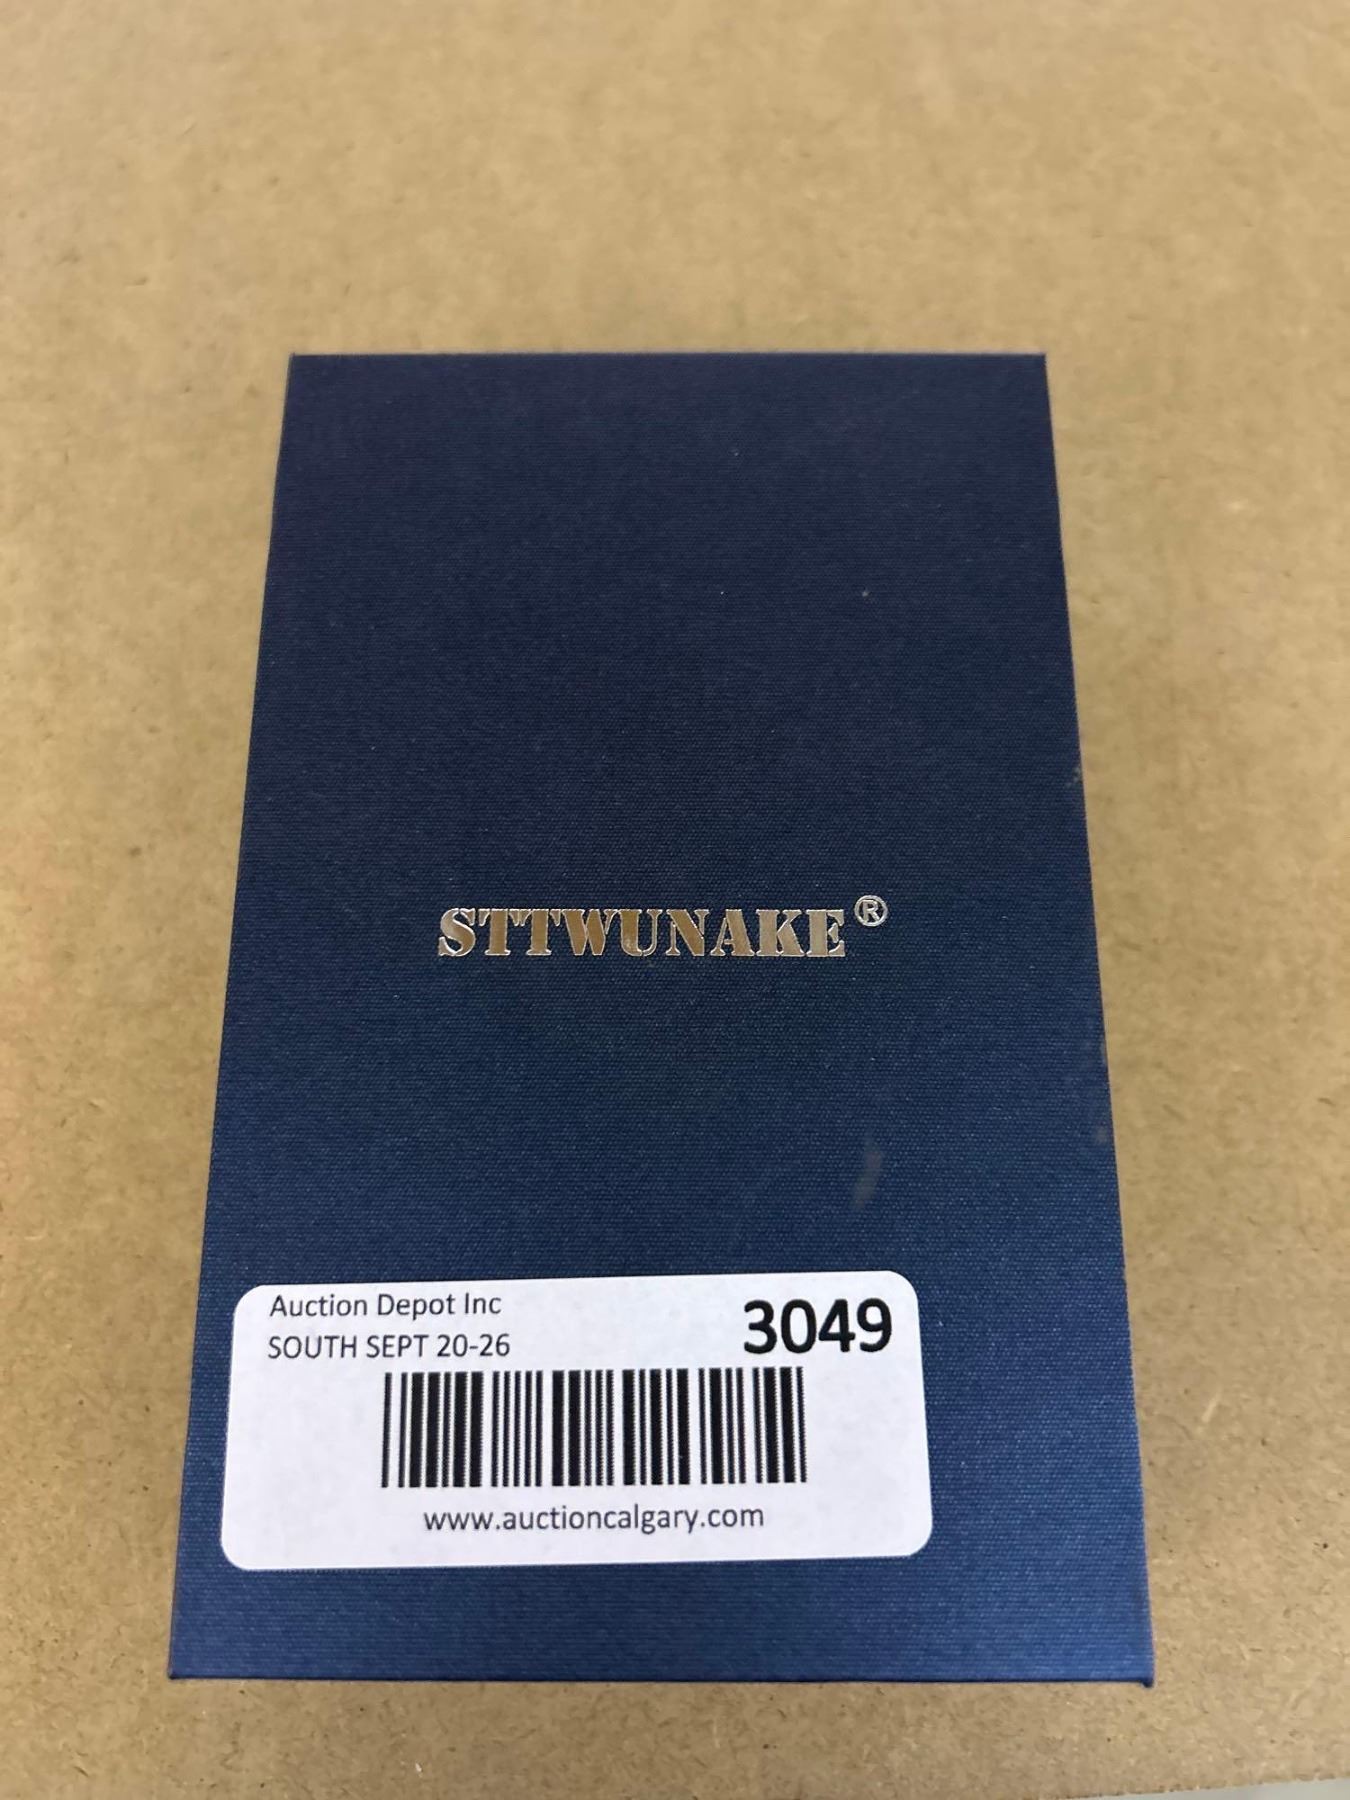 STTWUNAKE®
Auction Depot Inc
3049
SOUTH SEPT 20-26
www.auctioncalgary.com